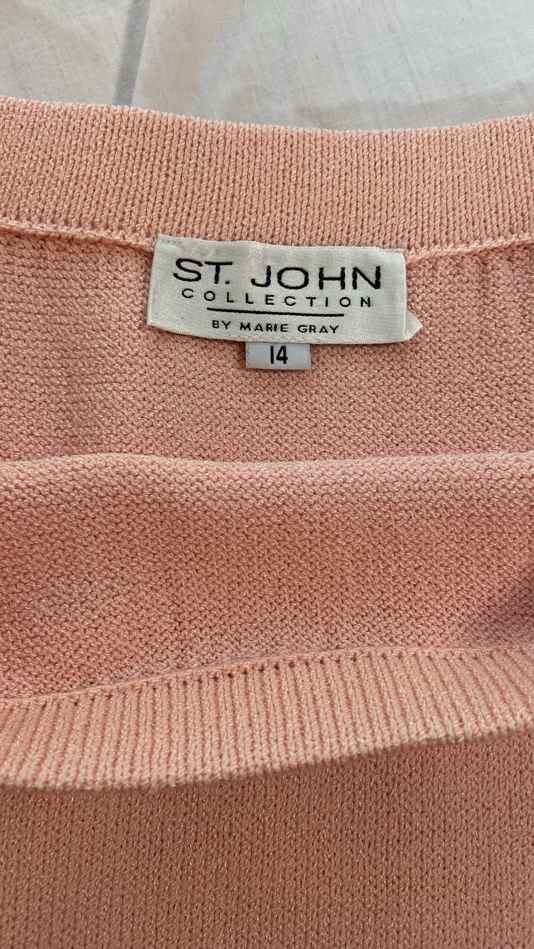 ST. JOHN
COLLECTION
BY MARIE GRAY
14